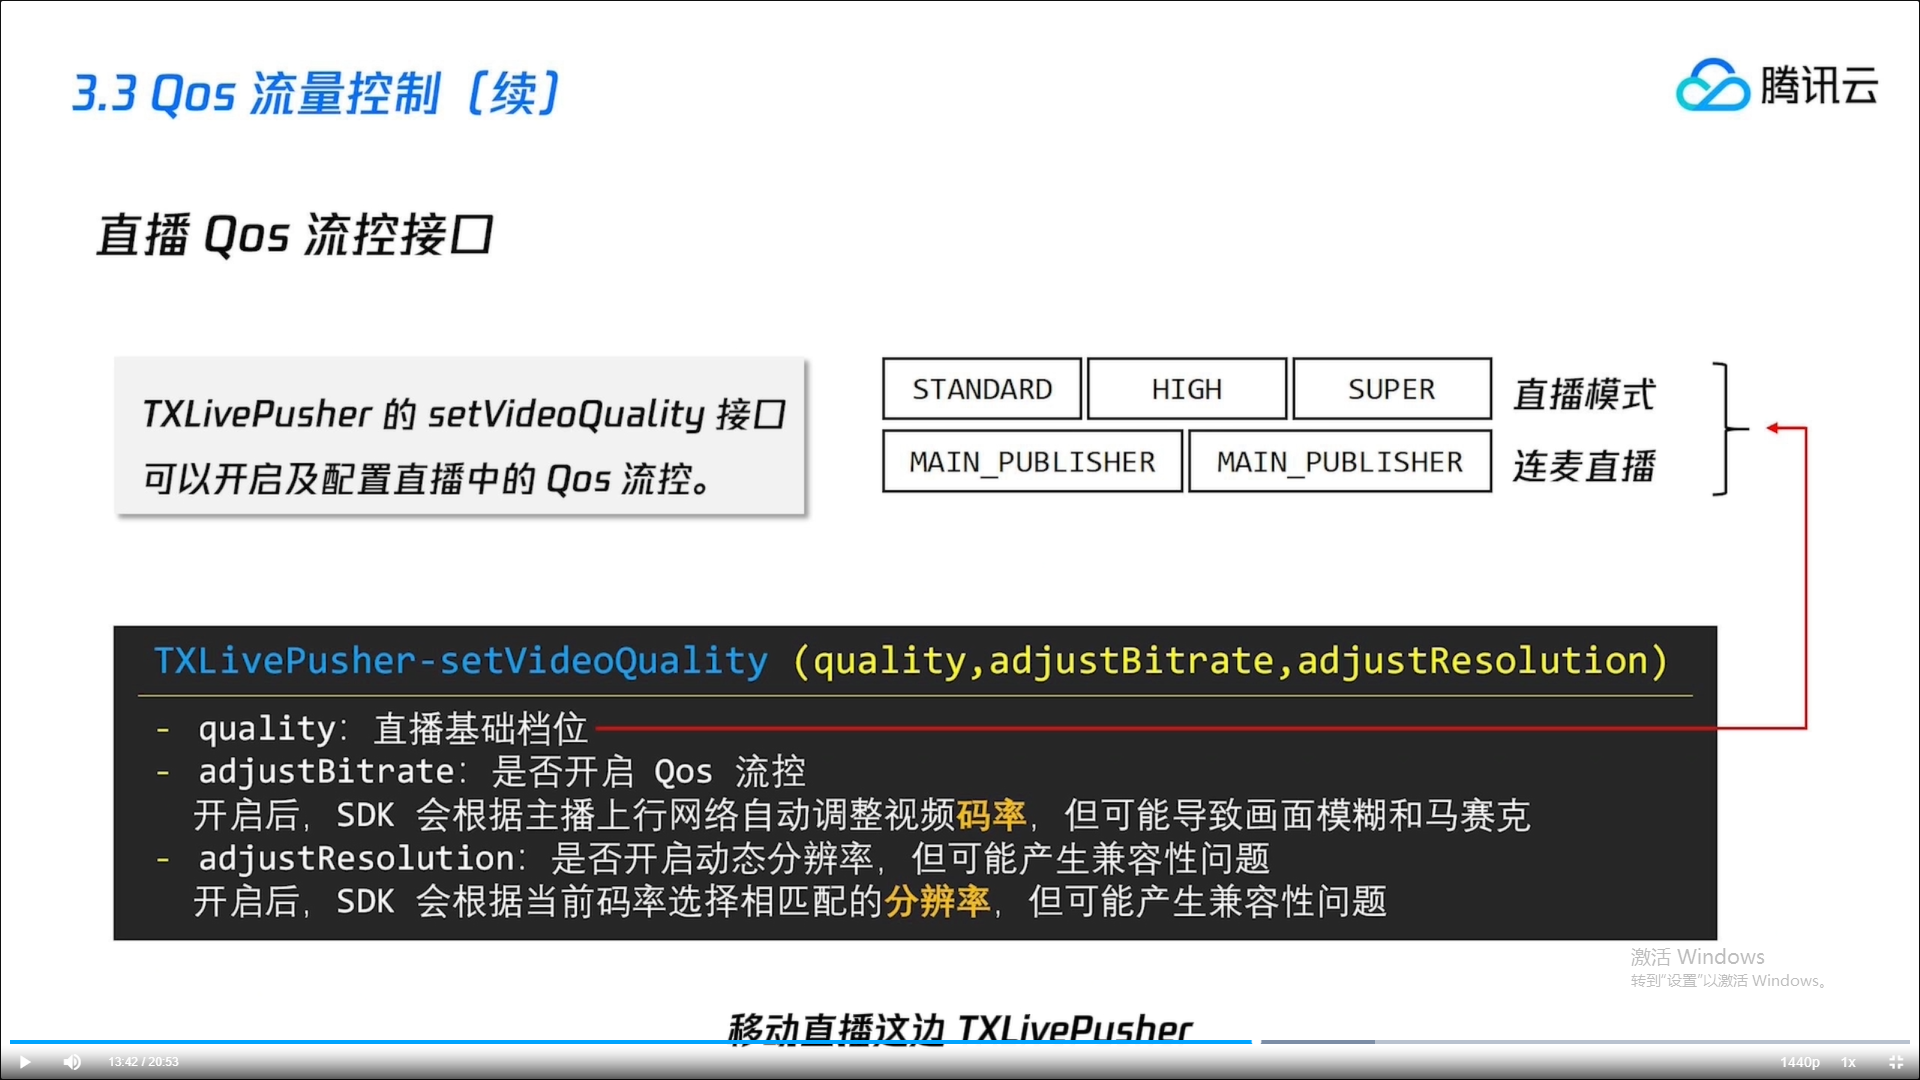 3.3 Qos 流量控制（续）
腾讯云
直播 Qos 流控接口
TXLivePusher 的 setVideoQuality 接口
可以开启及配置直播中的 Qos 流控。
STANDARD HIGH SUPER 直播模式
MAIN_PUBLISHER MAIN_PUBLISHER 连麦直播
TXLivePusher-setVideoQuality (quality,adjustBitrate,adjustResolution)
- quality：直播基础档位
- adjustBitrate：是否开启 Qos 流控
开启后，SDK 会根据主播上行网络自动调整视频码率，但可能导致画面模糊和马赛克
- adjustResolution：是否开启动态分辨率，但可能产生兼容性问题
开启后，SDK 会根据当前码率选择相匹配的分辨率，但可能产生兼容性问题
激活 Windows
转到“设置”以激活 Windows。
移动直播这边 TXLivePusher
13:42 / 20:53
1440p 1x